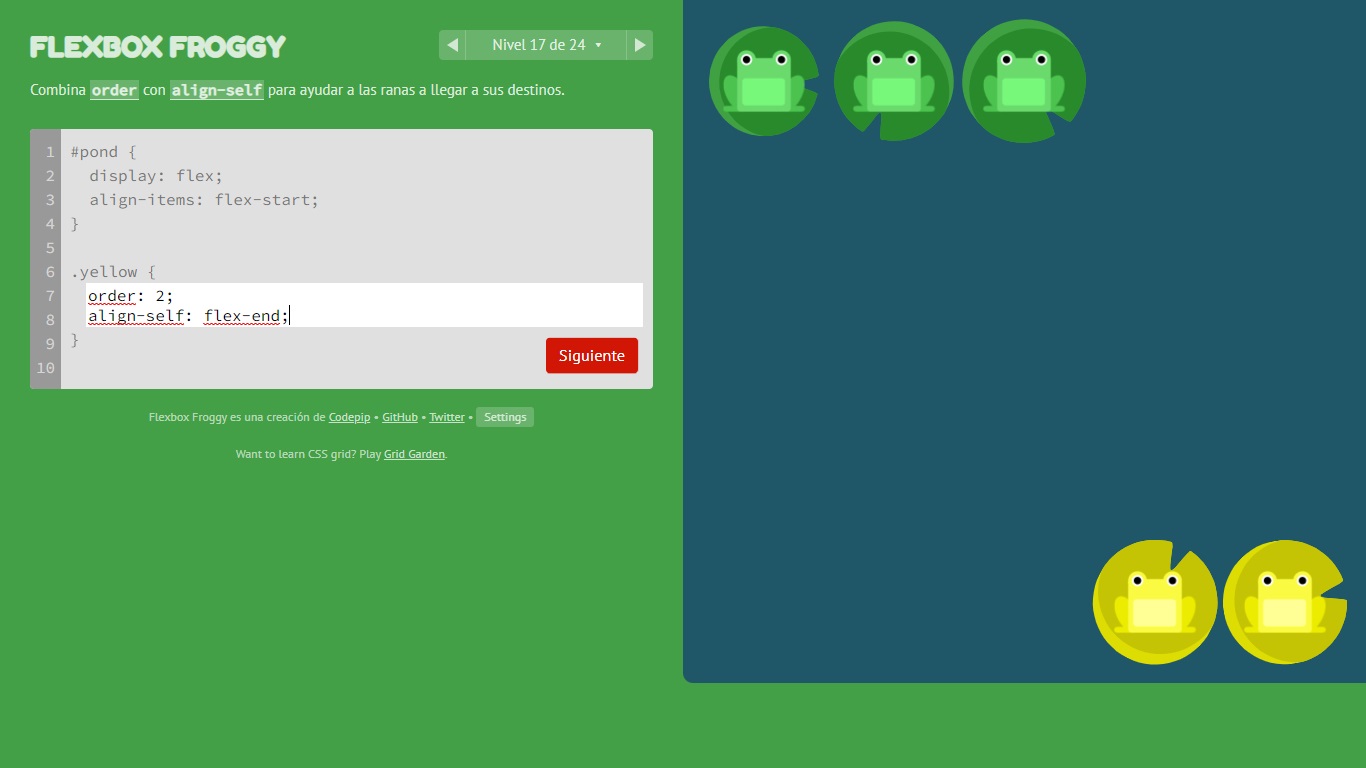 FLEXBOX FROGGY
Nivel 17 de 24
Combina order con align-self para ayudar a las ranas a llegar a sus destinos.
1 #pond {
2 display: flex;
3 align-items: flex-start;
4 }
5
6 .yellow {
7 order: 2;
8 align-self: flex-end;
9 }
10
Siguiente
Flexbox Froggy es una creación de Codepip • GitHub • Twitter • Settings
Want to learn CSS grid? Play Grid Garden.